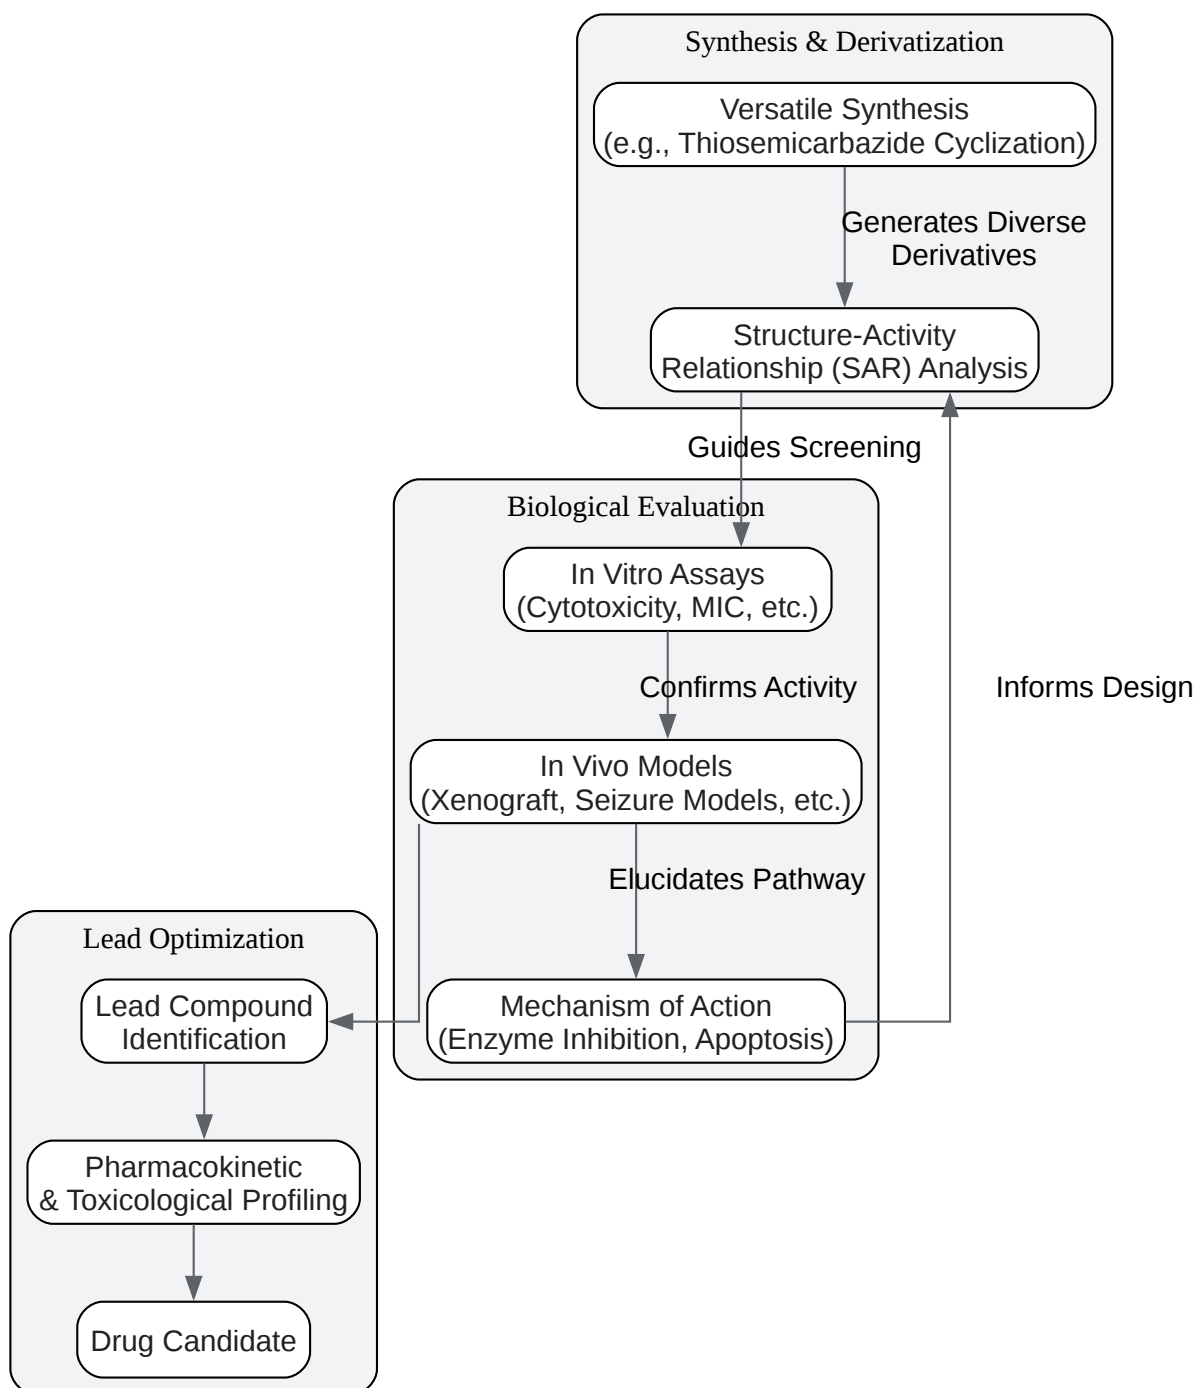 Synthesis & Derivatization
Versatile Synthesis
(e.g., Thiosemicarbazide Cyclization)
Generates Diverse
Derivatives
Structure-Activity
Relationship (SAR) Analysis
Guides Screening
Biological Evaluation
In Vitro Assays
(Cytotoxicity, MIC, etc.)
Confirms Activity
Informs Design
In Vivo Models
(Xenograft, Seizure Models, etc.)
Elucidates Pathway
Lead Optimization
Lead Compound
Identification
Mechanism of Action
(Enzyme Inhibition, Apoptosis)
Pharmacokinetic
& Toxicological Profiling
Drug Candidate